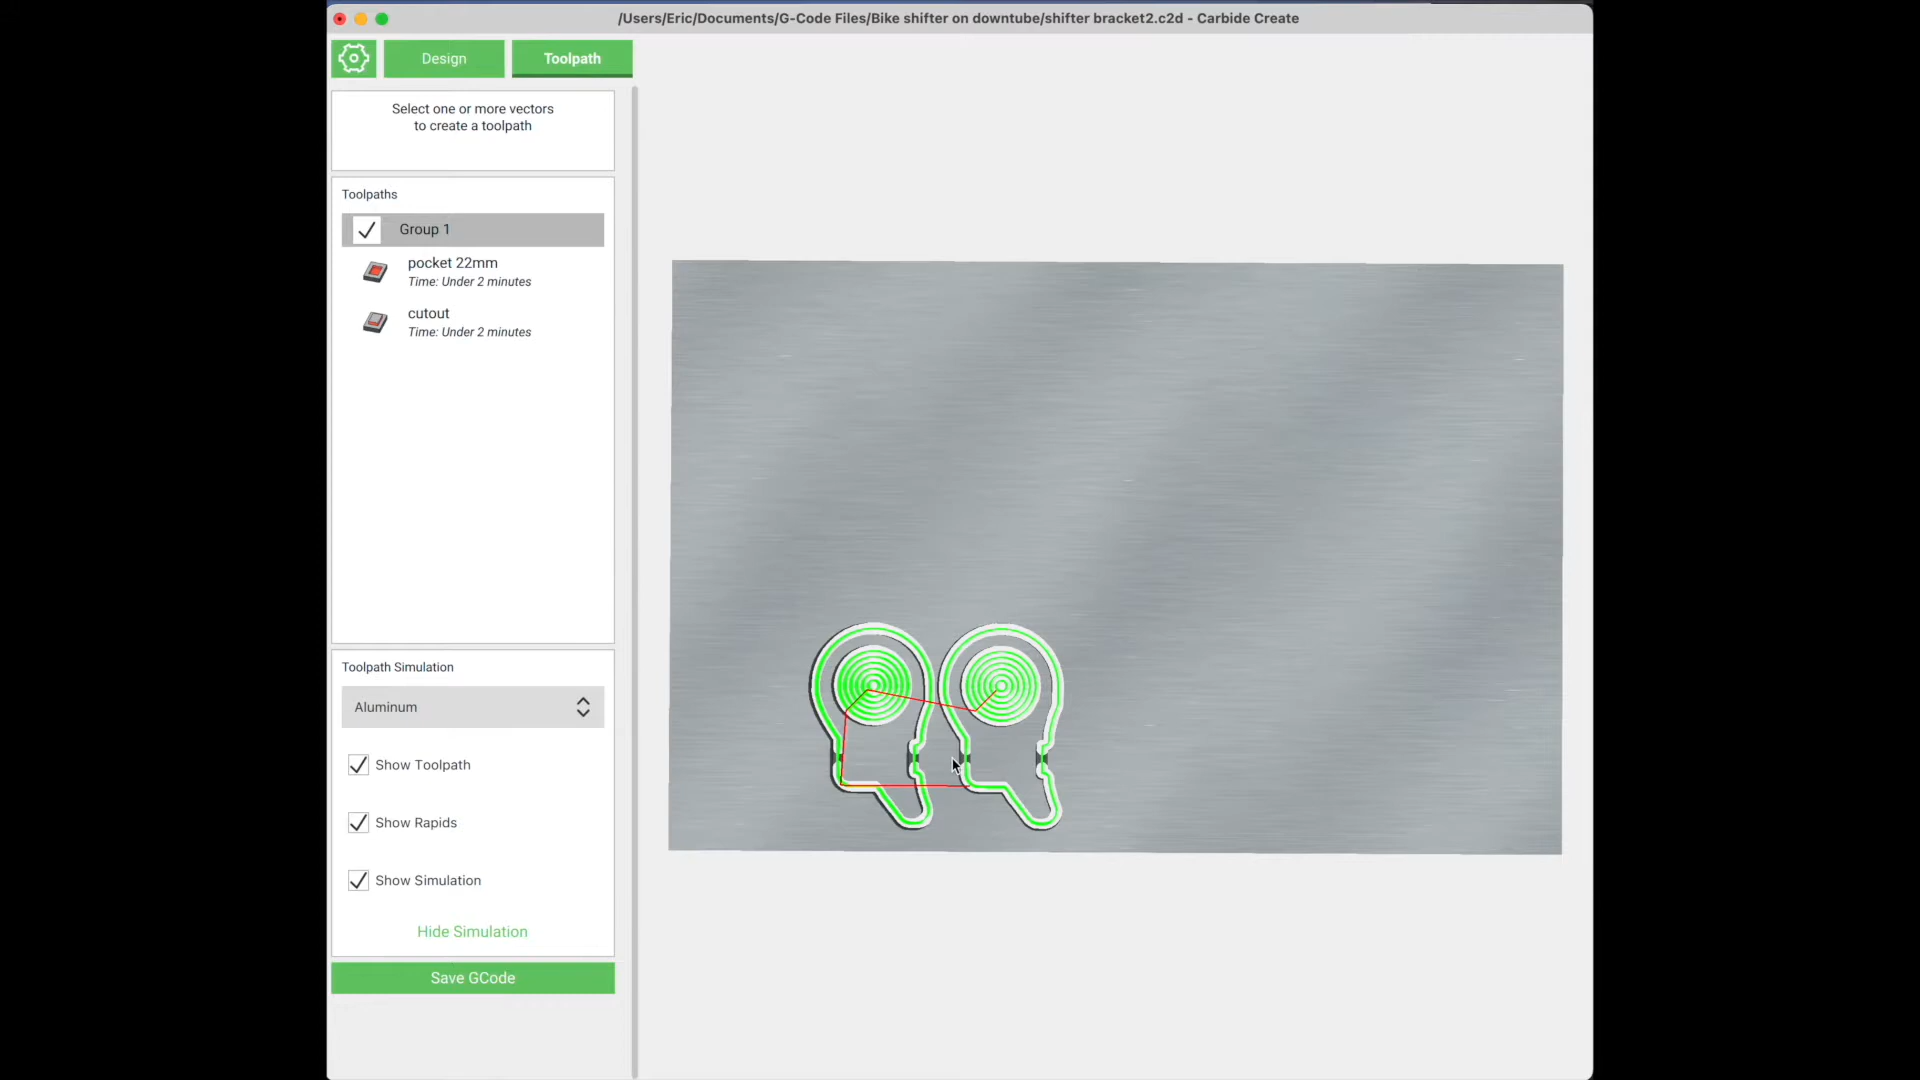 /Users/Eric/Documents/G-Code Files/Bike shifter on downtube/shifter bracket2.c2d - Carbide Create
Design
Toolpath
Select one or more vectors
to create a toolpath
Toolpaths
Group 1
pocket 22mm
Time: Under 2 minutes
cutout
Time: Under 2 minutes
Toolpath Simulation
Aluminum
Show Toolpath
Show Rapids
Show Simulation
Hide Simulation
Save GCode